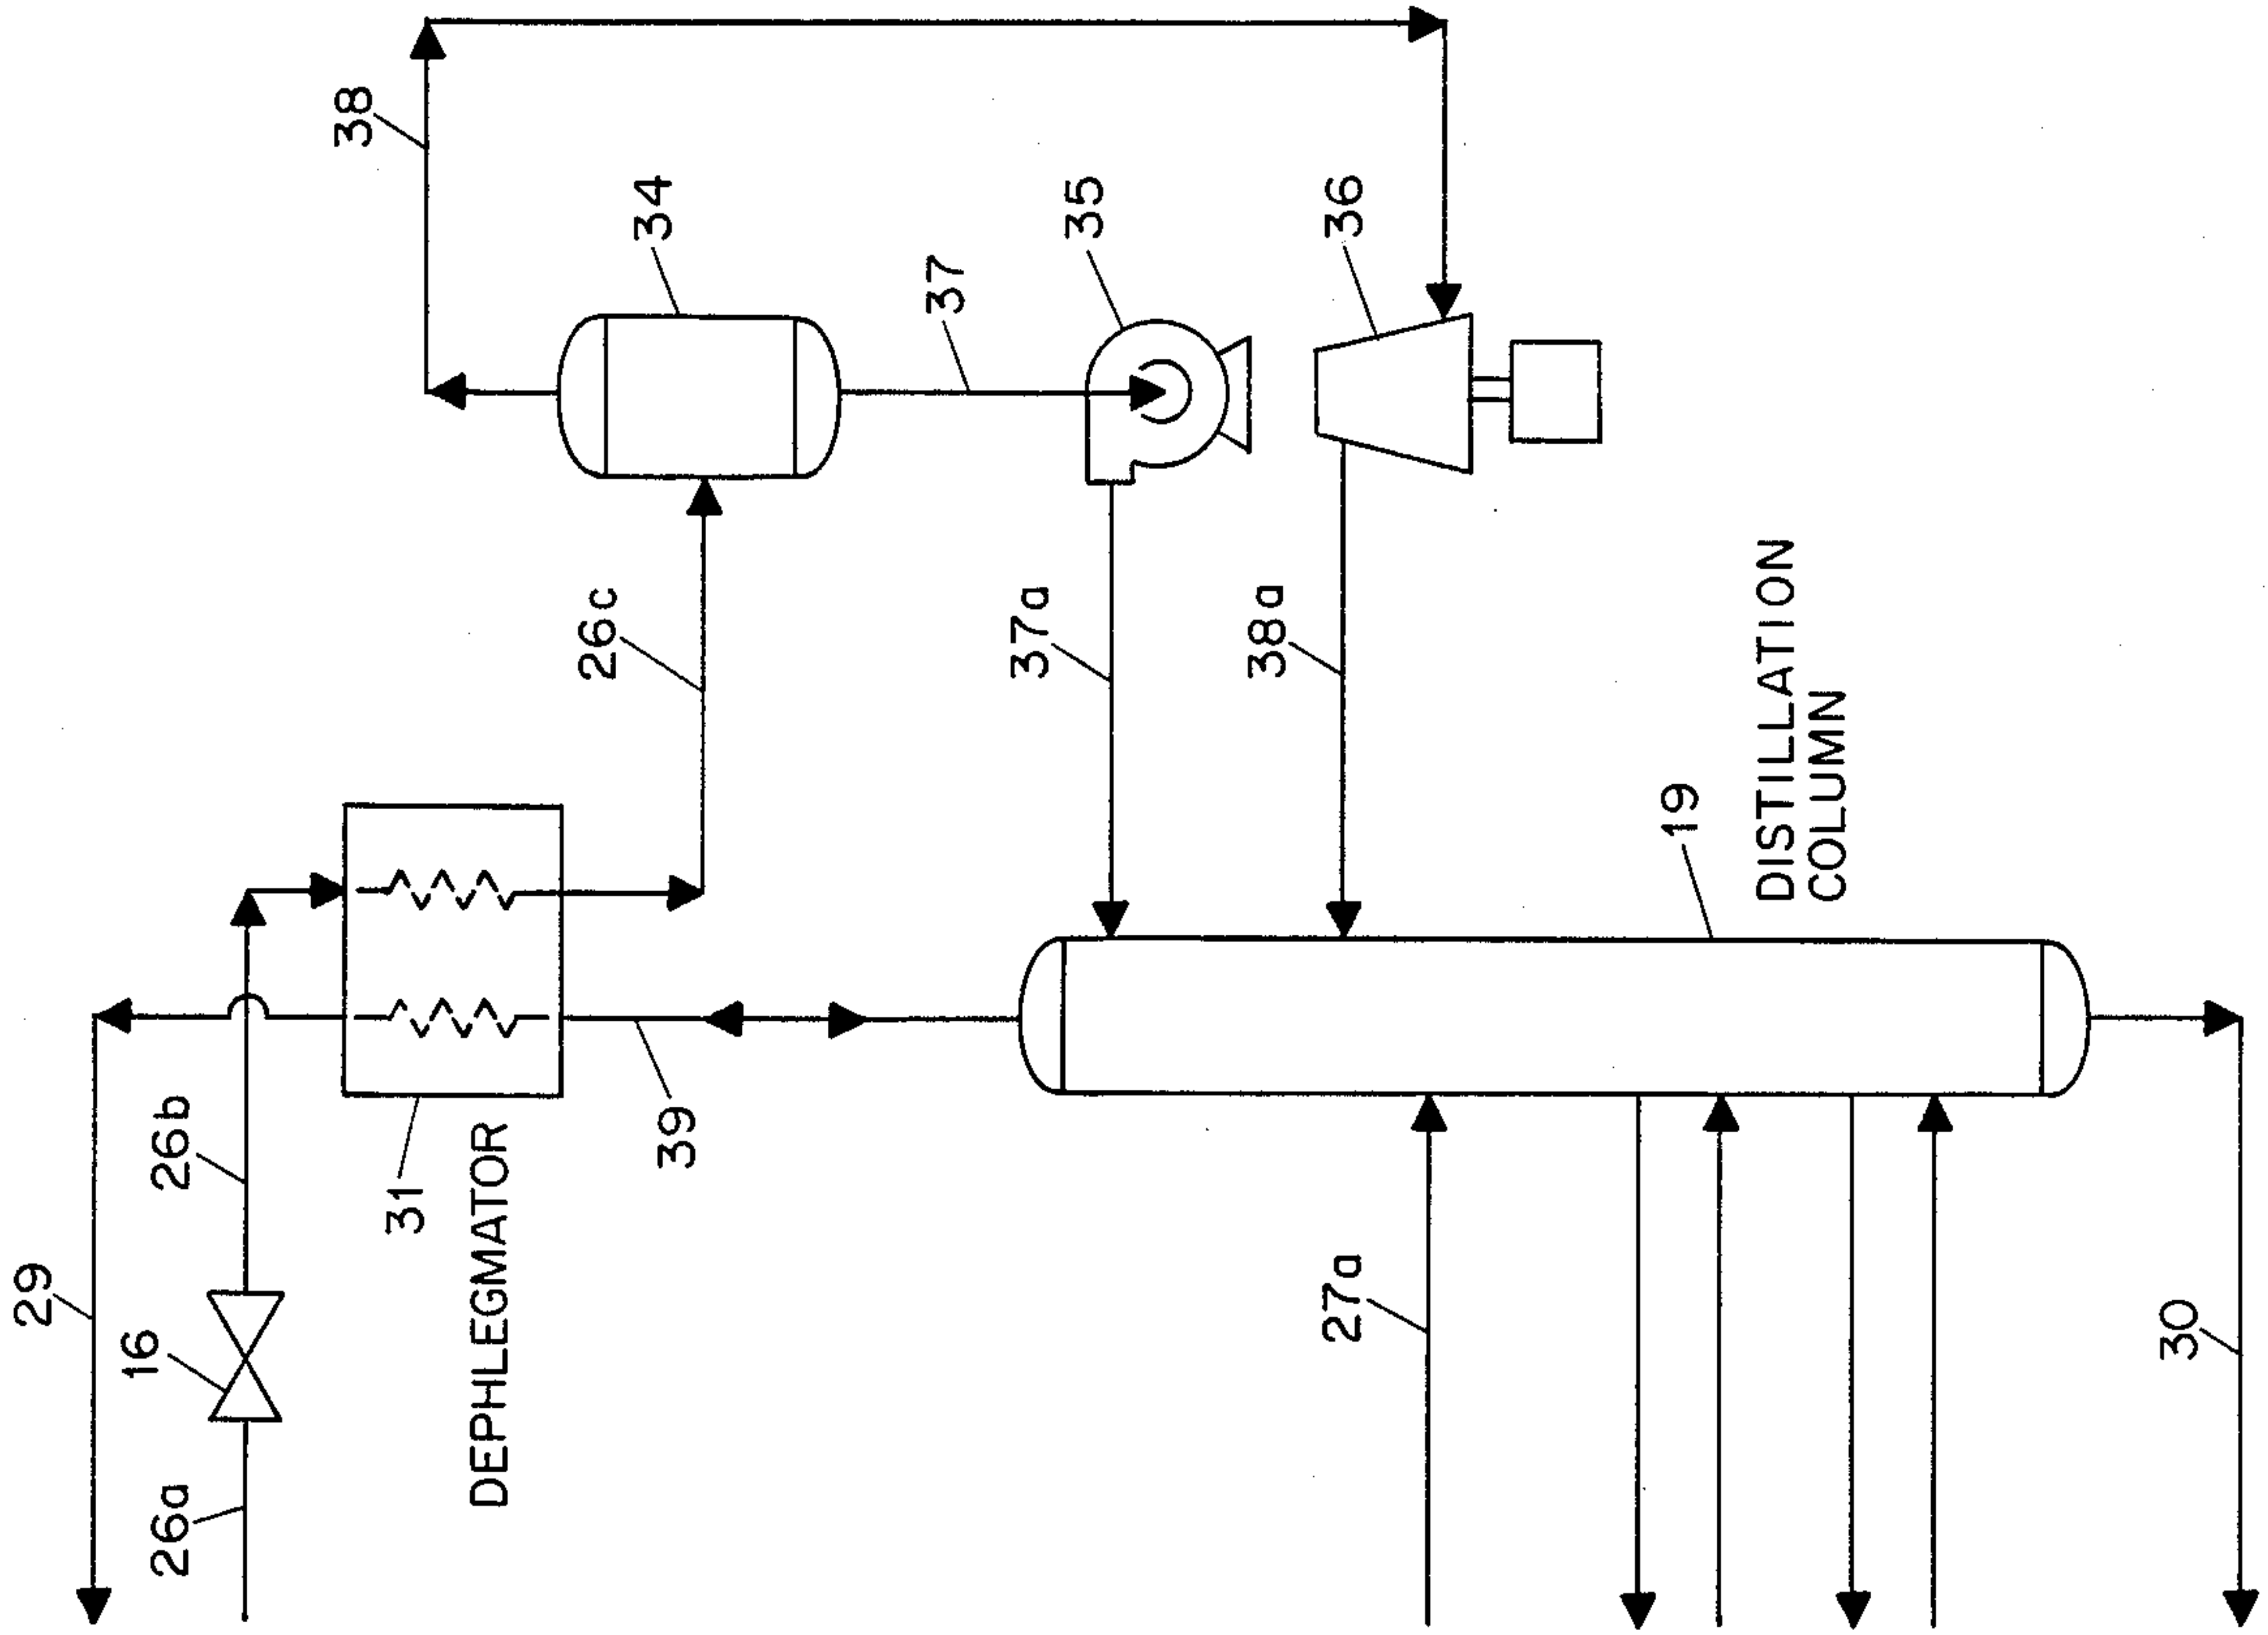 29
16
26a
26b
38
31
DEPHLEGMATOR
26c
34
39
37
37a
35
38a
27a
36
19
DISTILLATION
COLUMN
30